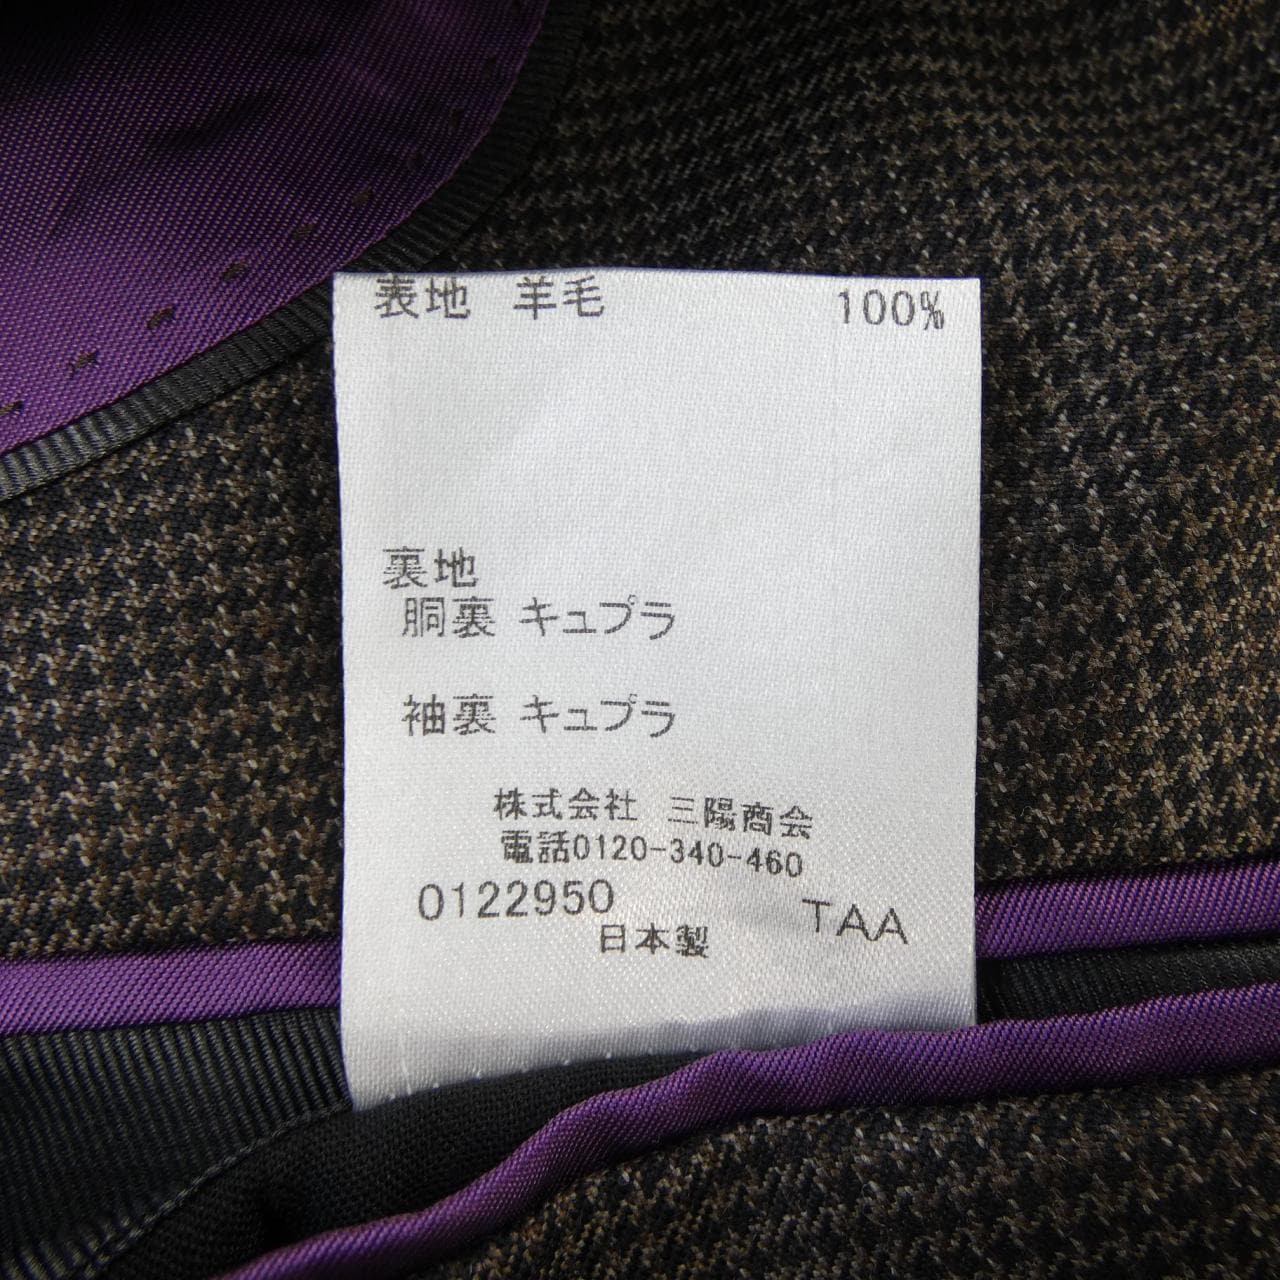 表地 羊毛 100%
裏地
胴裏 キュプラ
袖裏 キュプラ
株式会社 三陽商会
電話0120-340-460
0122950 TAA
日本製